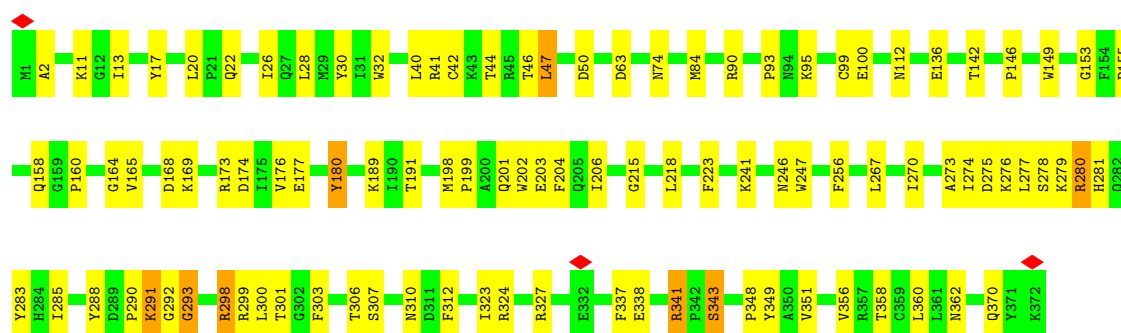 M1 A2 K11 G12 I13 Y17 L20 P21 Q22 I26 Q27 L28 M29 Y30 I31 W32 L40 R41 C42 K43 T44 R45 T46 L47 D50 D63 N74 M84 R90 P93 N94 K95 C99 E100 N112 E136 T142 P146 W149 G153 F154
Q158 G159 P160 G164 V165 D168 K169 R173 D174 I175 V176 E177 Y180 K189 I190 T191 M198 P199 A200 Q201 W202 E203 F204 Q205 I206 G215 L218 F223 K241 N246 W247 F256 L267 I270 A273 I274 D275 K276 L277 S278 K279 R280 H281 Q282
Y283 H284 I285 Y288 D289 P290 K291 G292 G293 R298 R299 L300 T301 G302 F303 T306 S307 N310 D311 F312 I323 R324 R327 E332 F337 E338 R341 P342 S343 P348 Y349 A350 V351 V356 R357 T358 C359 L360 L361 N362 Q370 Y371 K372